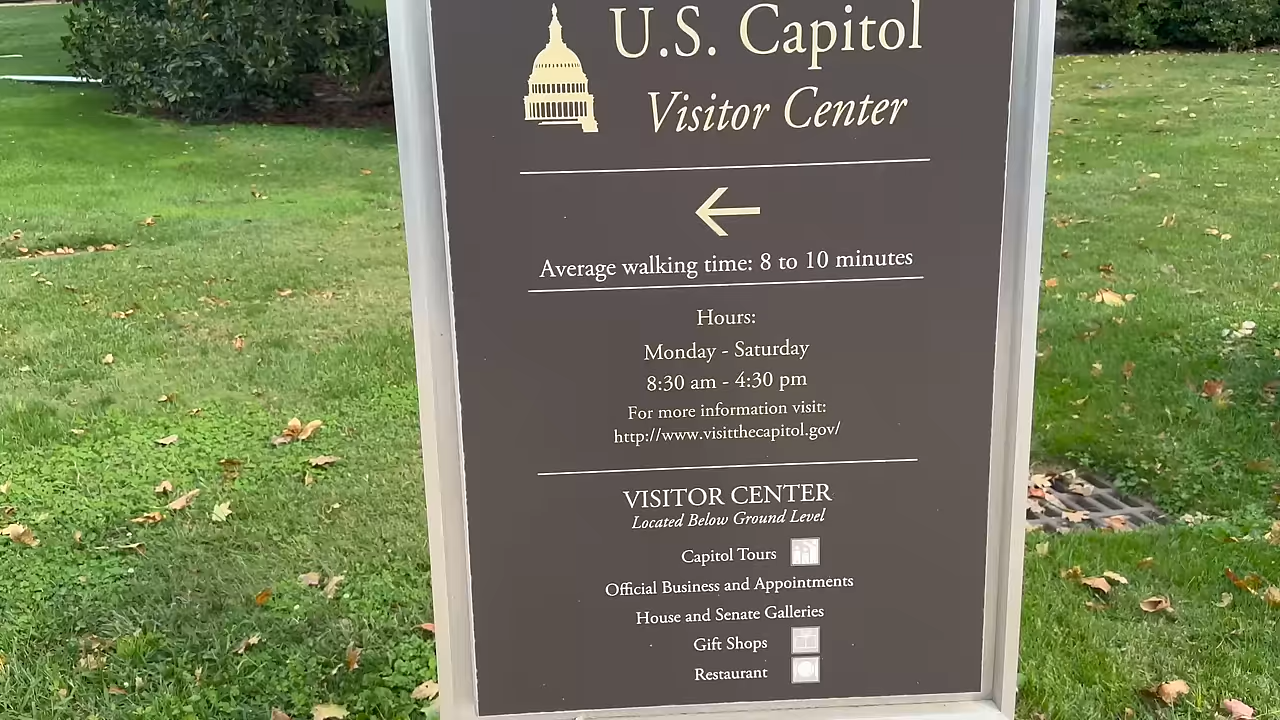 U.S. Capitol
Visitor Center
Average walking time: 8 to 10 minutes
Hours:
Monday - Saturday
8:30 am - 4:30 pm
For more information visit:
http://www.visitthecapitol.gov/
VISITOR CENTER
Located Below Ground Level
Capitol Tours
Official Business and Appointments
House and Senate Galleries
Gift Shops
Restaurant